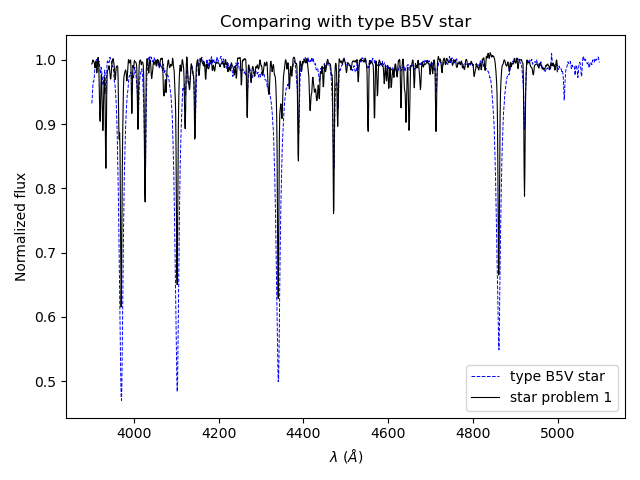 Comparing with type B5V star
1.0
0.9
0.8
0.7
0.6
0.5
Normalized flux
4000 4200 4400 4600 4800 5000
λ (Å)
type B5V star
star problem 1